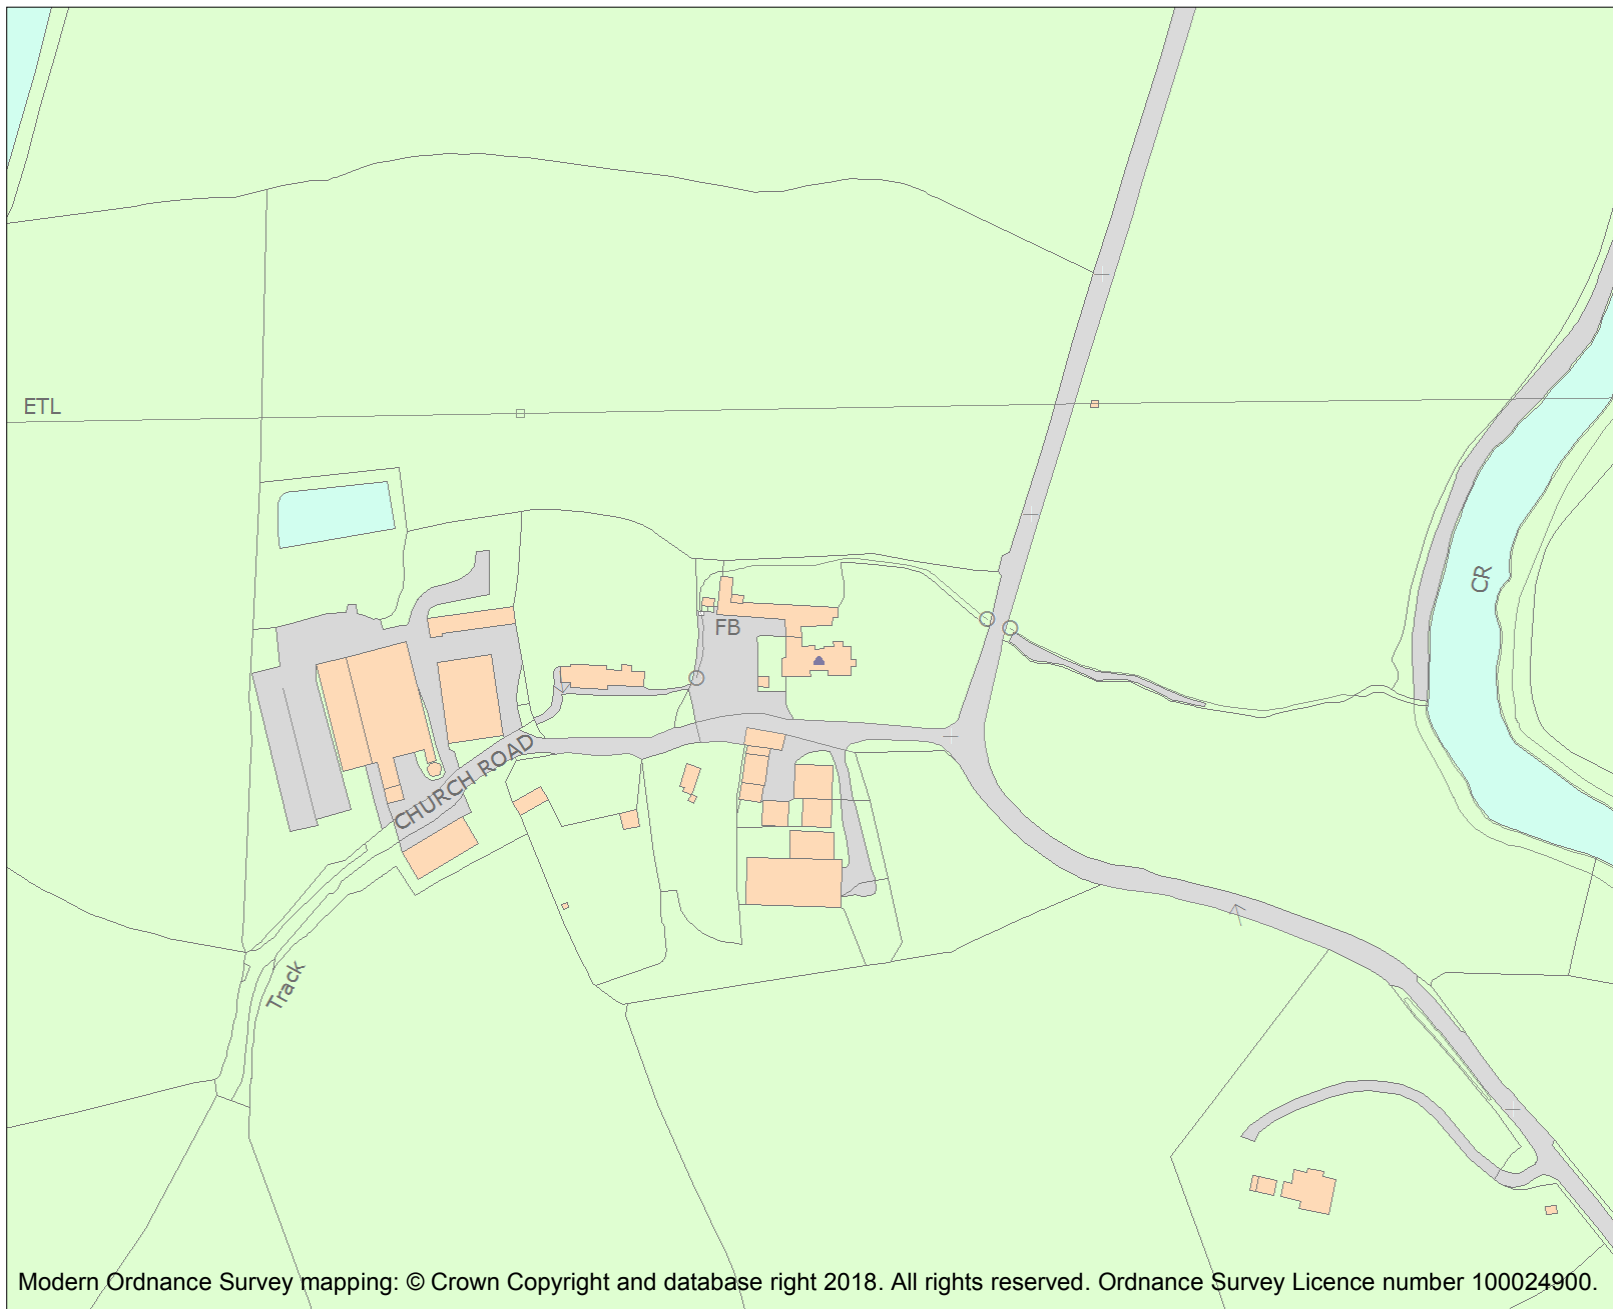 ETL
CR
FB
CHURCH ROAD
Track
Modern Ordnance Survey mapping: © Crown Copyright and database right 2018. All rights reserved. Ordnance Survey Licence number 100024900.